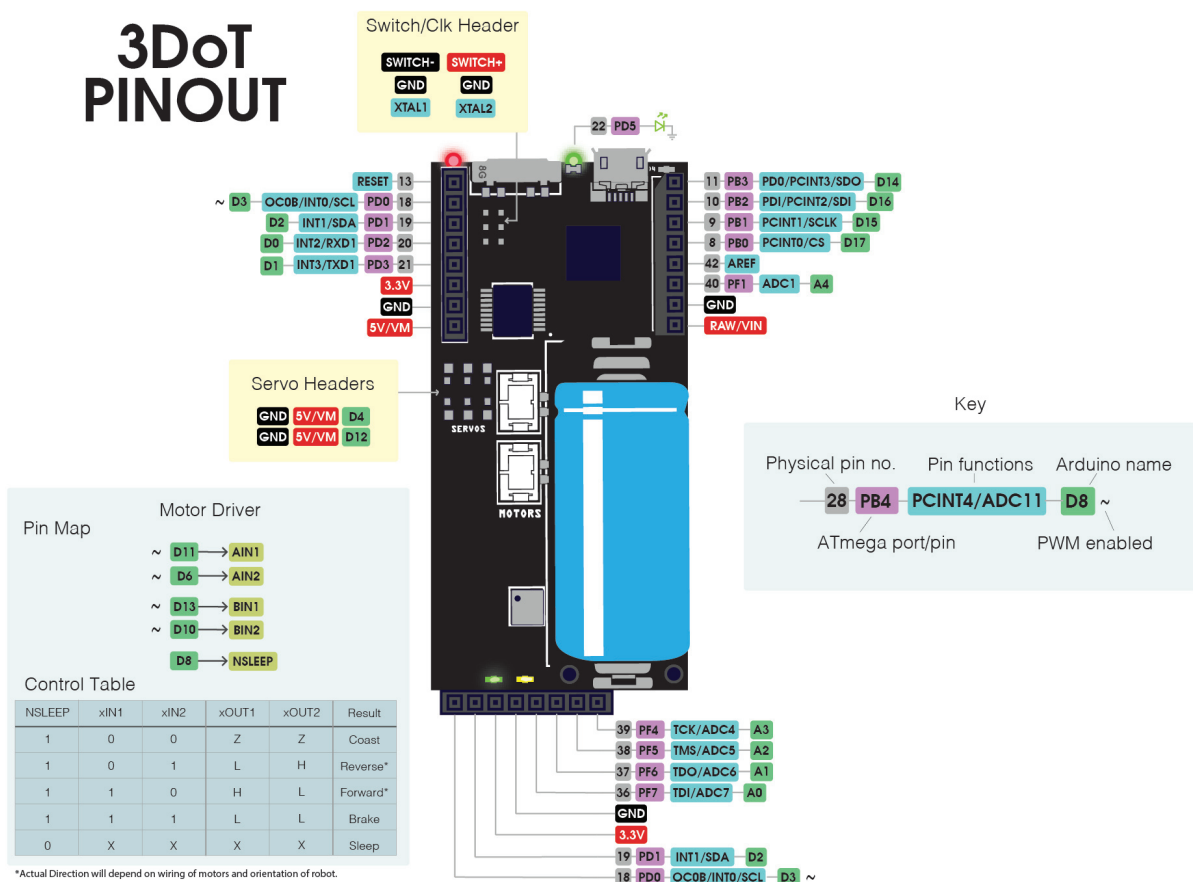 3DoT
PINOUT
Switch/Clk Header
SWITCH- SWITCH+
GND GND
XTAL1 XTAL2
22 PD5
8G
RESET 13
~ D3 OC0B/INT0/SCL PD0 18
D2 INT1/SDA PD1 19
D0 INT2/RXD1 PD2 20
D1 INT3/TXD1 PD3 21
3.3V
GND
5V/VM
11 PB3 PD0/PCINT3/SDO D14
10 PB2 PDI/PCINT2/SDI D16
9 PB1 PCINT1/SCLK D15
8 PB0 PCINT0/CS D17
42 AREF
40 PF1 ADC1 A4
GND
RAW/VIN
Servo Headers
GND 5V/VM D4
GND 5V/VM D12
SERVOS
MOTORS
Key
Physical pin no. Pin functions Arduino name
28 PB4 PCINT4/ADC11 D8 ~
ATmega port/pin PWM enabled
Motor Driver
Pin Map
~ D11 AIN1
~ D6 AIN2
~ D13 BIN1
~ D10 BIN2
D8 NSLEEP
Control Table
NSLEEP xIN1 xIN2 xOUT1 xOUT2 Result
1 0 0 Z Z Coast
1 0 1 L H Reverse*
1 1 0 H L Forward*
1 1 1 L L Brake
0 X X X X Sleep
*Actual Direction will depend on wiring of motors and orientation of robot.
39 PF4 TCK/ADC4 A3
38 PF5 TMS/ADC5 A2
37 PF6 TDO/ADC6 A1
36 PF7 TDI/ADC7 A0
GND
3.3V
19 PD1 INT1/SDA D2
18 PD0 OC0B/INT0/SCL D3 ~